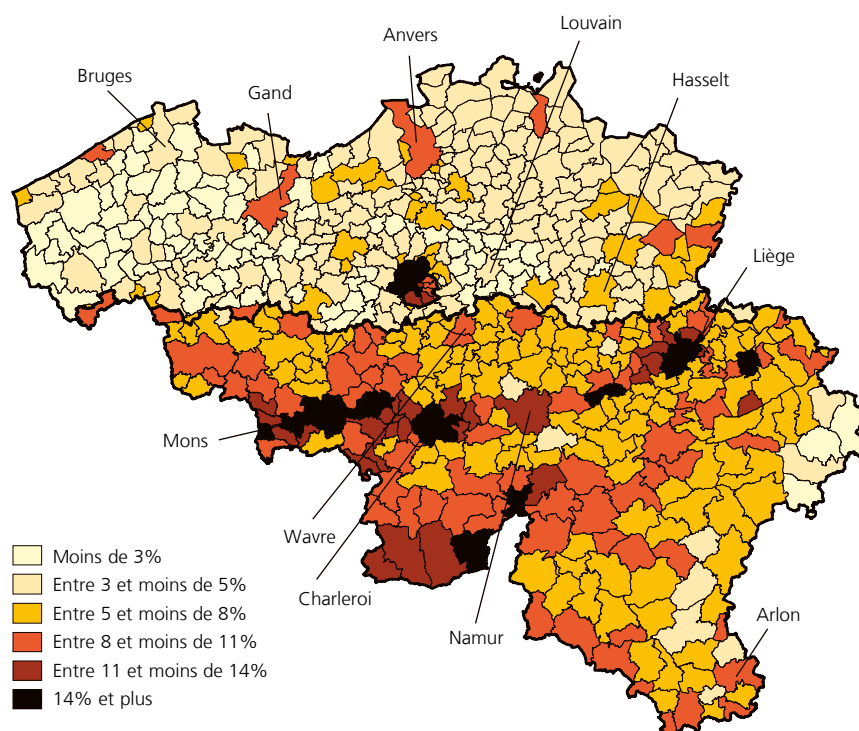 Louvain
Anvers
Bruges
Hasselt
Gand
Liège
Mons
Wavre
Charleroi
Namur
Arlon
Moins de 3%
Entre 3 et moins de 5%
Entre 5 et moins de 8%
Entre 8 et moins de 11%
Entre 11 et moins de 14%
14% et plus